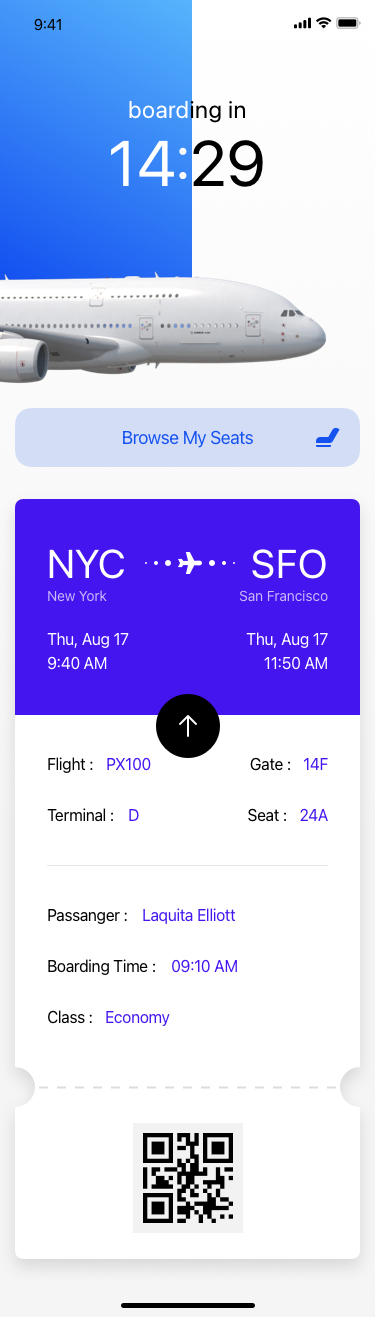 9:41
boarding in
14:29
Browse My Seats
NYC SFO
New York San Francisco
Thu, Aug 17 Thu, Aug 17
9:40 AM 11:50 AM
Flight : PX100 Gate : 14F
Terminal : D Seat : 24A
Passanger : Laquita Elliott
Boarding Time : 09:10 AM
Class : Economy